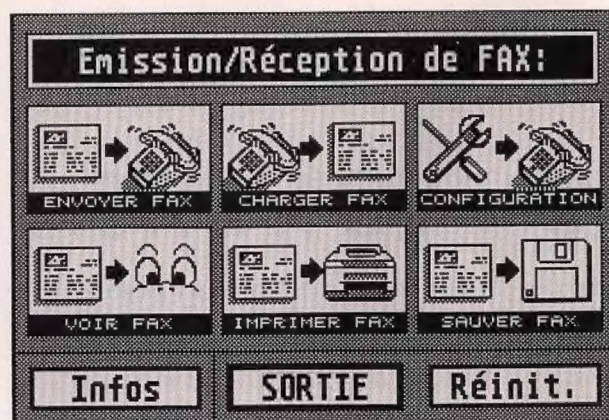 Emission/Réception de FAX:
ENVOYER FAX
CHARGER FAX
CONFIGURATION
VOIR FAX
IMPRIMER FAX
SAUVER FAX
Infos
SORTIE
Réinit.